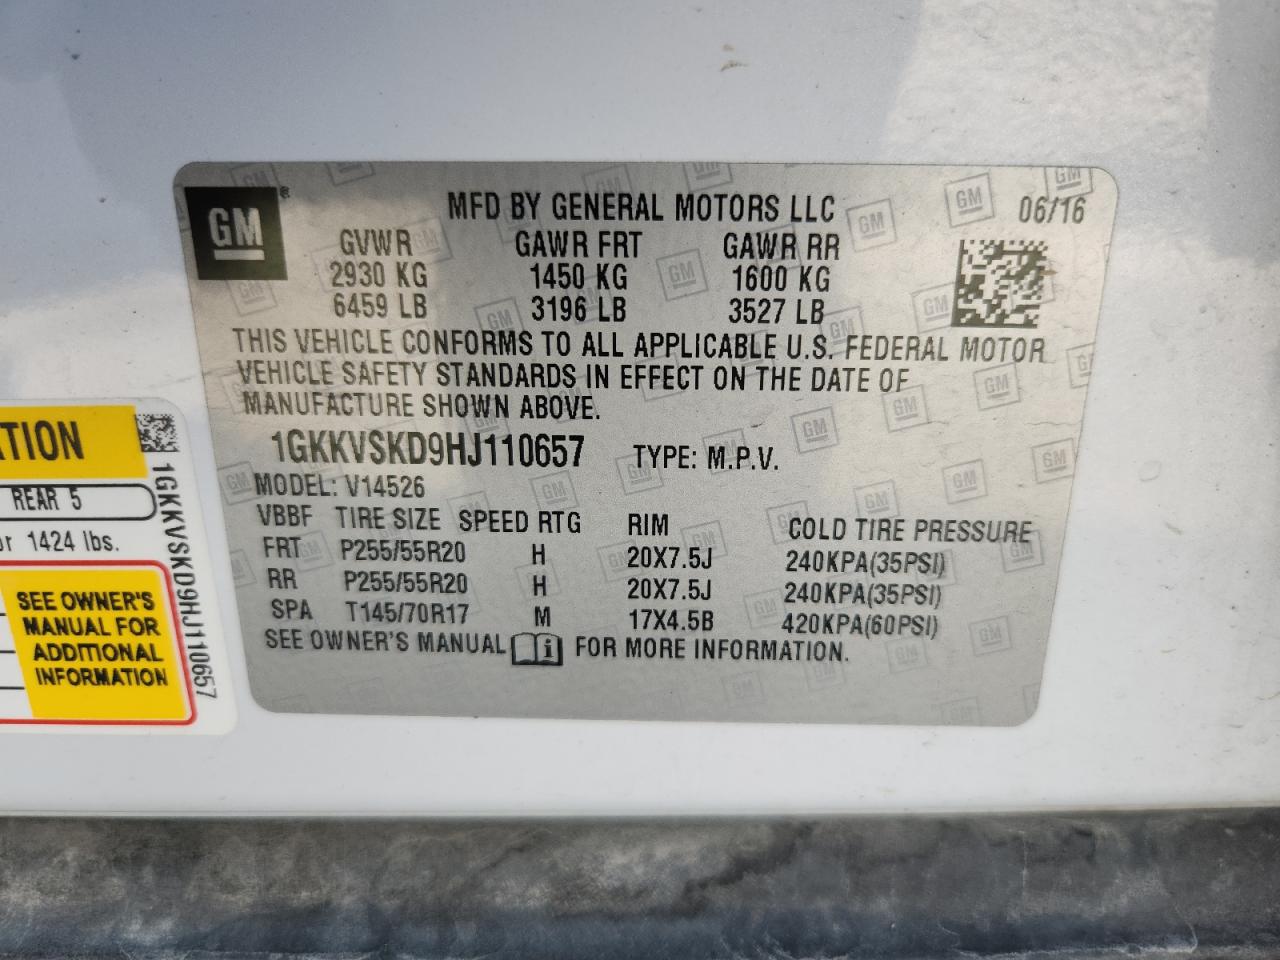 GM
®
MFD BY GENERAL MOTORS LLC
06/16
GVWR GAWR FRT GAWR RR
2930 KG 1450 KG 1600 KG
6459 LB 3196 LB 3527 LB
THIS VEHICLE CONFORMS TO ALL APPLICABLE U.S. FEDERAL MOTOR
VEHICLE SAFETY STANDARDS IN EFFECT ON THE DATE OF
MANUFACTURE SHOWN ABOVE.
1GKKVSKD9HJ110657 TYPE: M.P.V.
MODEL: V14526
VBBF TIRE SIZE SPEED RTG RIM COLD TIRE PRESSURE
FRT P255/55R20 H 20X7.5J 240KPA(35PSI)
RR P255/55R20 H 20X7.5J 240KPA(35PSI)
SPA T145/70R17 M 17X4.5B 420KPA(60PSI)
SEE OWNER'S MANUAL i FOR MORE INFORMATION.
REAR 5
1424 lbs.
SEE OWNER'S
MANUAL FOR
ADDITIONAL
INFORMATION
1GKKVSKD9HJ110657